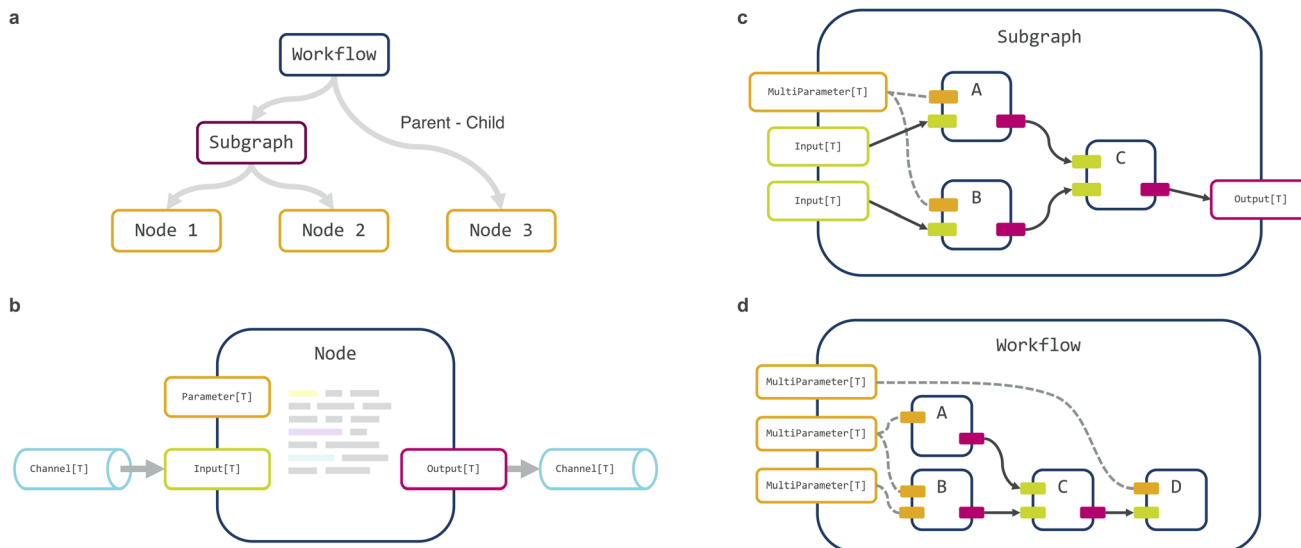 a
Workflow
Parent - Child
Subgraph
Node 1
Node 2
Node 3
b
Node
Parameter[T]
Channel[T]
Input[T]
Output[T]
Channel[T]
c
Subgraph
MultiParameter[T]
A
Input[T]
C
Input[T]
B
Output[T]
d
Workflow
MultiParameter[T]
A
MultiParameter[T]
MultiParameter[T]
B
C
D